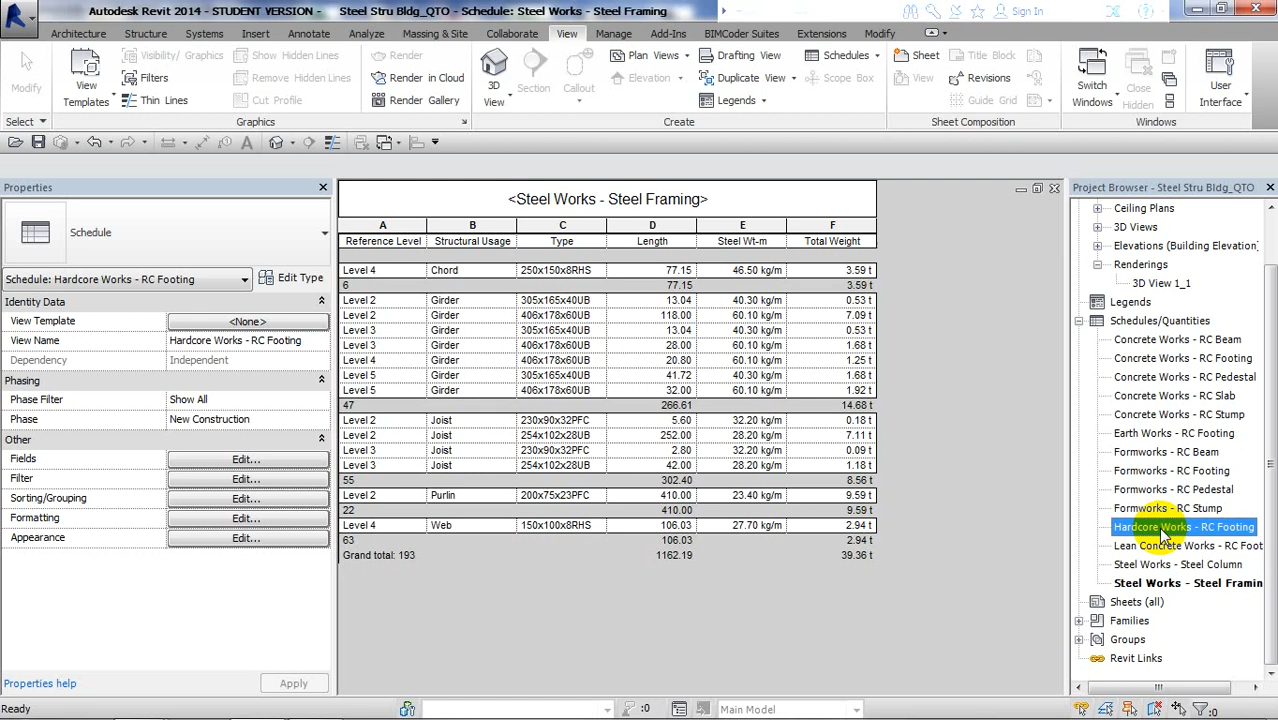 Autodesk Revit 2014 - STUDENT VERSION - Steel Stru Bldg_QTO - Schedule: Steel Works - Steel Framing
Sign In
Architecture Structure Systems Insert Annotate Analyze Massing & Site Collaborate View Manage Add-Ins BIMCoder Suites Extensions Modify
Modify
Select
View
Templates
Visibility/ Graphics
Filters
Thin Lines
Show Hidden Lines
Remove Hidden Lines
Cut Profile
Render
Render in Cloud
Render Gallery
Graphics
3D
View
Section
Callout
Plan Views
Elevation
Drafting View
Duplicate View
Legends
Schedules
Scope Box
Create
Sheet
View
Title Block
Revisions
Guide Grid
Sheet Composition
Switch
Windows
Close
Hidden
Windows
User
Interface
A
Properties
Schedule
Schedule: Hardcore Works - RC Footing
Edit Type
Identity Data
View Template <None>
View Name Hardcore Works - RC Footing
Dependency Independent
Phasing
Phase Filter Show All
Phase New Construction
Other
Fields Edit...
Filter Edit...
Sorting/Grouping Edit...
Formatting Edit...
Appearance Edit...
Properties help Apply
<Steel Works - Steel Framing>
A B C D E F
Reference Level Structural Usage Type Length Steel Wt-m Total Weight
Level 4 Chord 250x150x8RHS 77.15 46.50 kg/m 3.59 t
6 77.15 3.59 t
Level 2 Girder 305x165x40UB 13.04 40.30 kg/m 0.53 t
Level 2 Girder 406x178x60UB 118.00 60.10 kg/m 7.09 t
Level 3 Girder 305x165x40UB 13.04 40.30 kg/m 0.53 t
Level 3 Girder 406x178x60UB 28.00 60.10 kg/m 1.68 t
Level 4 Girder 406x178x60UB 20.80 60.10 kg/m 1.25 t
Level 5 Girder 305x165x40UB 41.72 40.30 kg/m 1.68 t
Level 5 Girder 406x178x60UB 32.00 60.10 kg/m 1.92 t
47 266.61 14.68 t
Level 2 Joist 230x90x32PFC 5.60 32.20 kg/m 0.18 t
Level 2 Joist 254x102x28UB 252.00 28.20 kg/m 7.11 t
Level 3 Joist 230x90x32PFC 2.80 32.20 kg/m 0.09 t
Level 3 Joist 254x102x28UB 42.00 28.20 kg/m 1.18 t
55 302.40 8.56 t
Level 2 Purlin 200x75x23PFC 410.00 23.40 kg/m 9.59 t
22 410.00 9.59 t
Level 4 Web 150x100x8RHS 106.03 27.70 kg/m 2.94 t
63 106.03 2.94 t
Grand total: 193 1162.19 39.36 t
Project Browser - Steel Stru Bldg_QTO
Ceiling Plans
3D Views
Elevations (Building Elevation)
Renderings
3D View 1_1
Legends
Schedules/Quantities
Concrete Works - RC Beam
Concrete Works - RC Footing
Concrete Works - RC Pedestal
Concrete Works - RC Slab
Concrete Works - RC Stump
Earth Works - RC Footing
Formworks - RC Beam
Formworks - RC Footing
Formworks - RC Pedestal
Formworks - RC Stump
Hardcore Works - RC Footing
Lean Concrete Works - RC Foot
Steel Works - Steel Column
Steel Works - Steel Framin
Sheets (all)
Families
Groups
Revit Links
Ready
:0
Main Model
:0